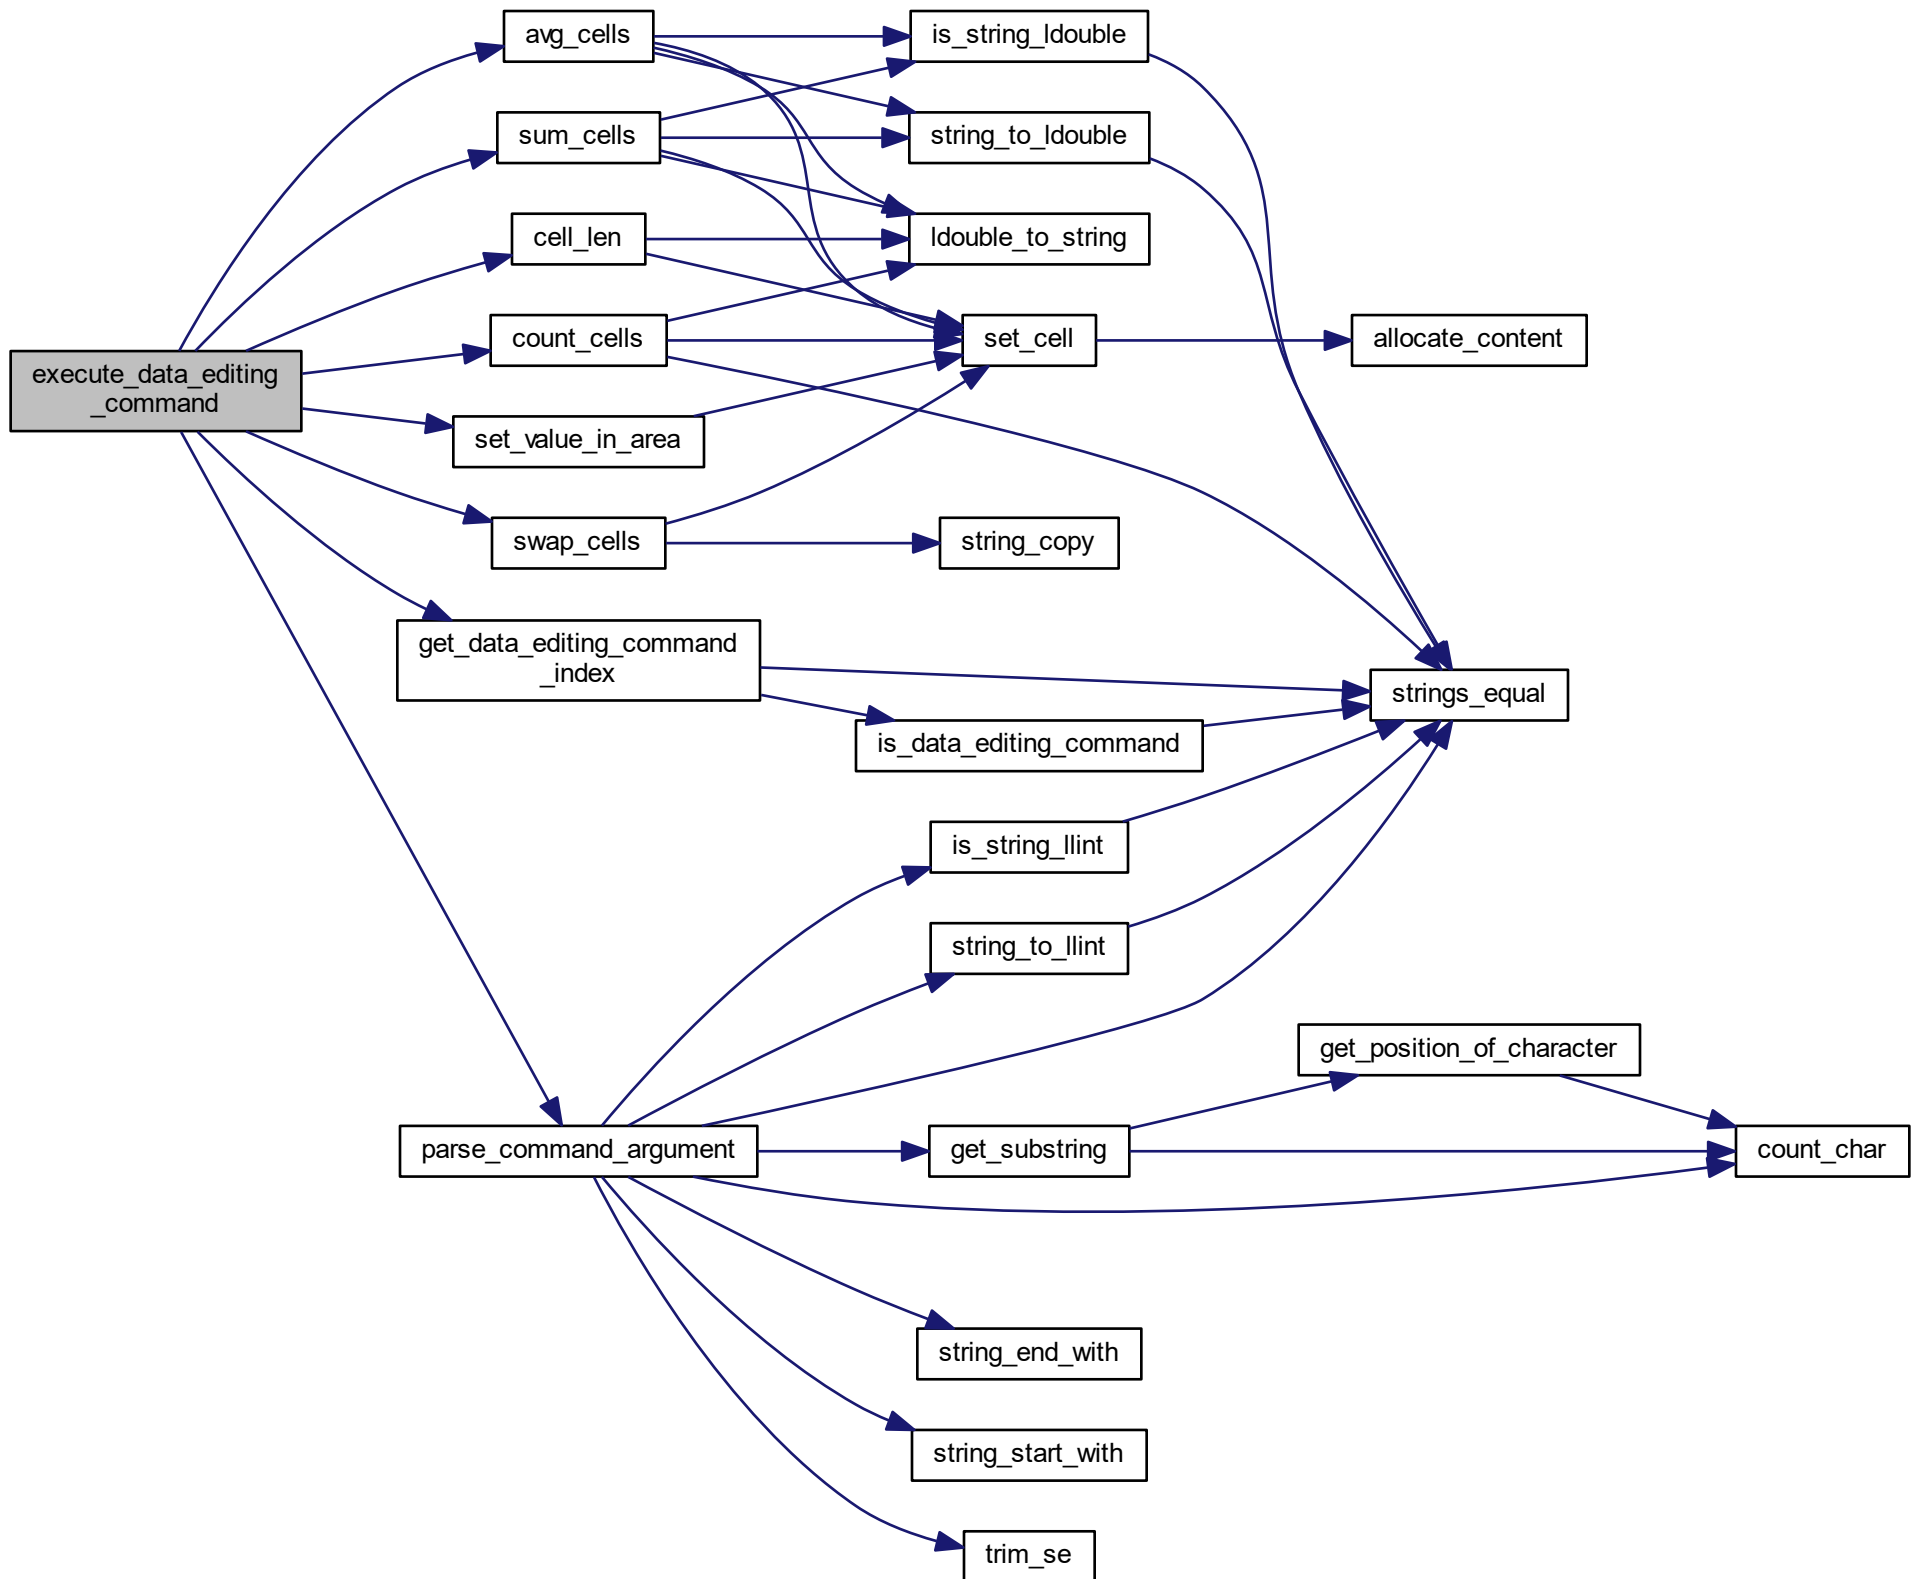 avg_cells
is_string_ldouble
sum_cells
string_to_ldouble
cell_len
ldouble_to_string
count_cells
set_cell
allocate_content
execute_data_editing
_command
set_value_in_area
swap_cells
string_copy
get_data_editing_command
_index
strings_equal
is_data_editing_command
is_string_llint
string_to_llint
get_position_of_character
parse_command_argument
get_substring
count_char
string_end_with
string_start_with
trim_se